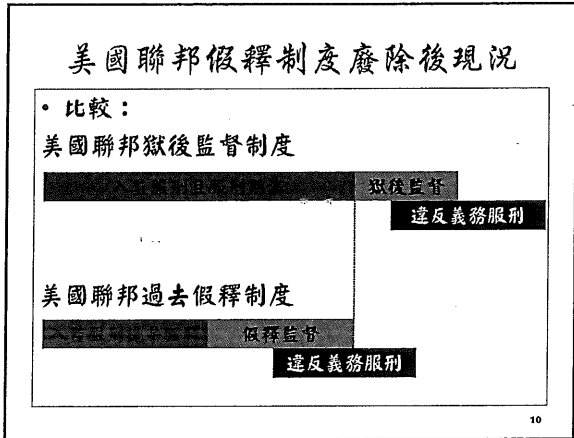 美國聯邦假釋制度廢除後現況
• 比較：
美國聯邦獄後監督制度
獄後監督
違反義務服刑
美國聯邦過去假釋制度
假釋監督
違反義務服刑
10